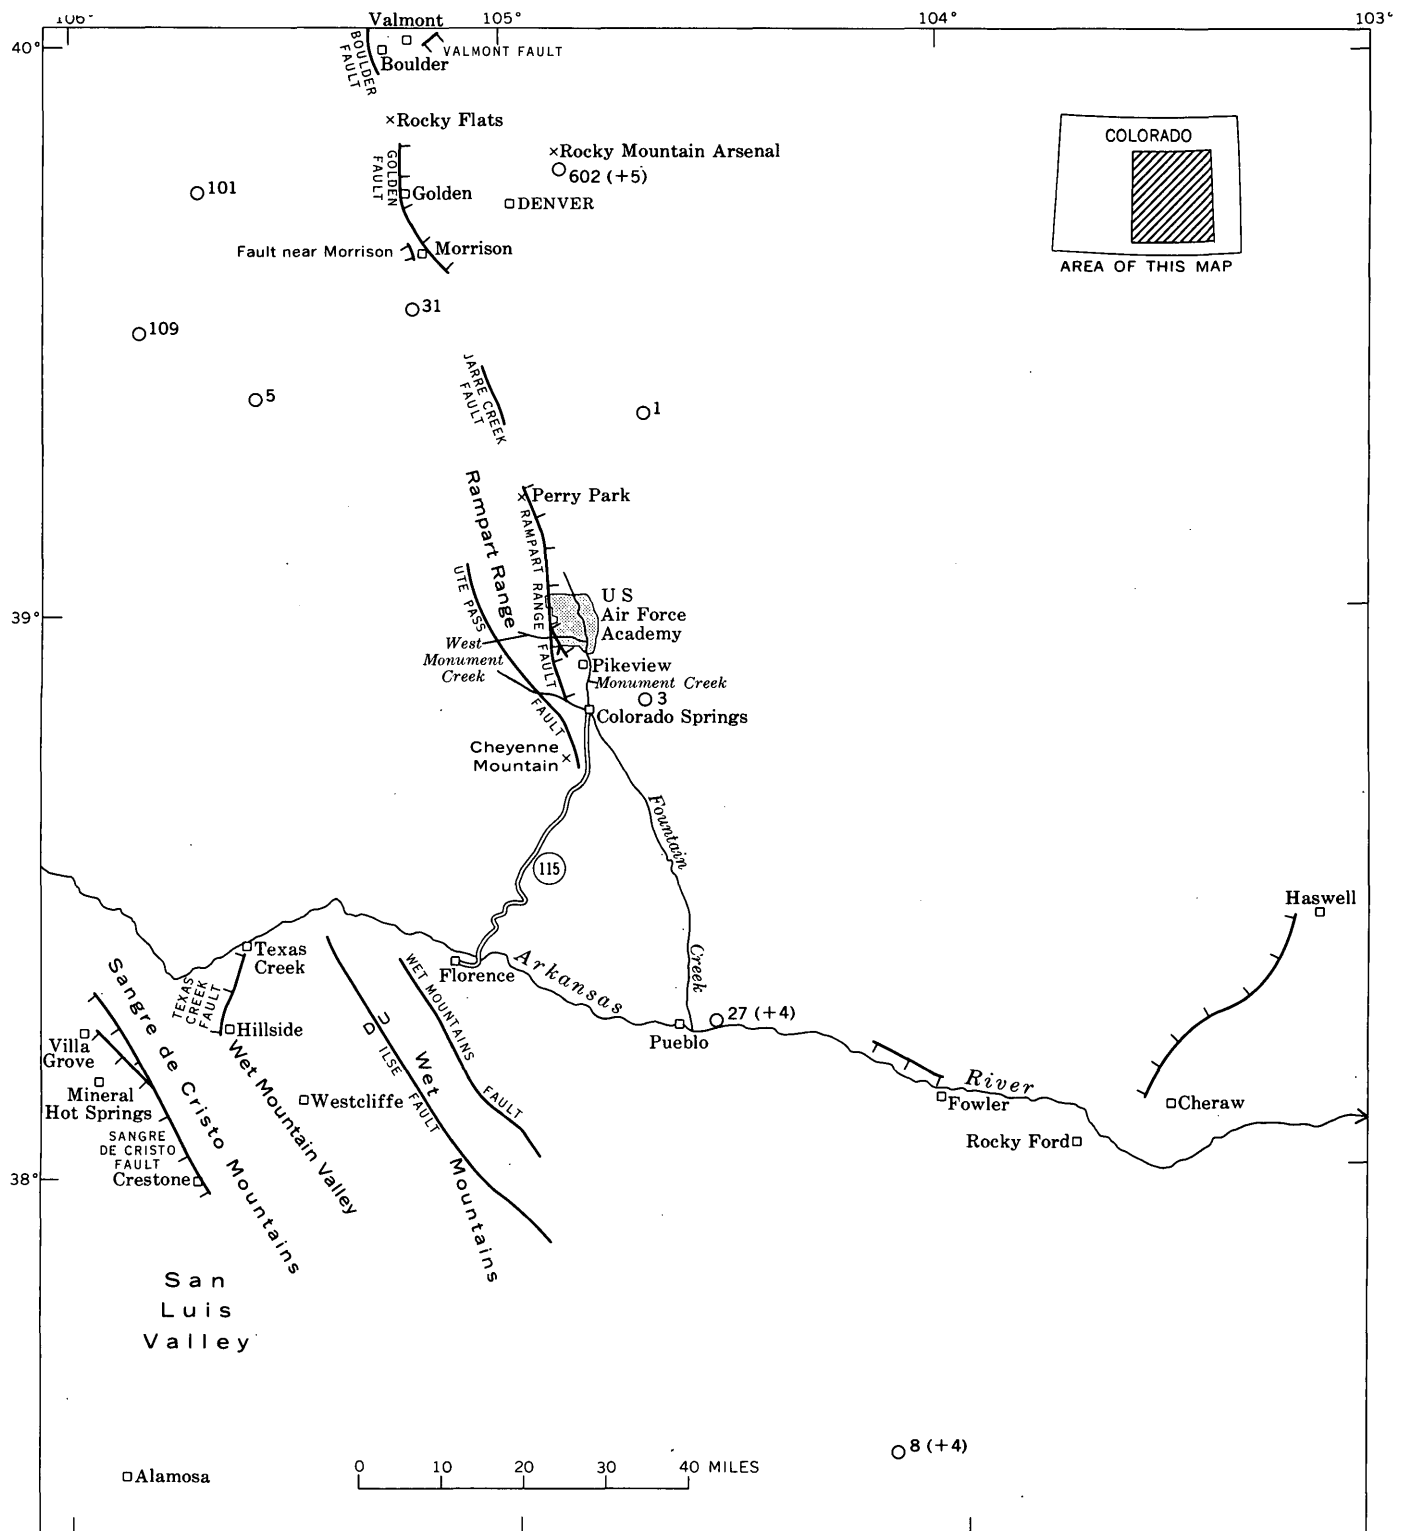 106°
105°
104°
103°
40°
Valmont
BOULDER
FAULT
VALMONT FAULT
Boulder
Rocky Flats
Rocky Mountain Arsenal
602 (+5)
COLORADO
AREA OF THIS MAP
GOLDEN
FAULT
Golden
101
DENVER
Fault near Morrison
Morrison
31
109
5
JARRE CREEK
FAULT
1
Rampart Range
Perry Park
RAMPART RANGE FAULT
UTE PASS FAULT
39°
U S
Air Force
Academy
West
Monument
Creek
Pikeview
Monument Creek
3
Colorado Springs
Cheyenne
Mountain
Fountain Creek
115
Haswell
Texas
Creek
Florence
Arkansas River
TEXAS
CREEK
FAULT
Sangre de Cristo Mountains
WET MOUNTAINS FAULT
Hillside
27 (+4)
Pueblo
Villa
Grove
Wet Mountain Valley
ILSE FAULT
Wet Mountains
D
U
Mineral
Hot Springs
Westcliffe
Fowler
Cheraw
SANGRE
DE CRISTO
FAULT
Rocky Ford
38°
Crestone
San
Luis
Valley
8 (+4)
Alamosa
0 10 20 30 40 MILES